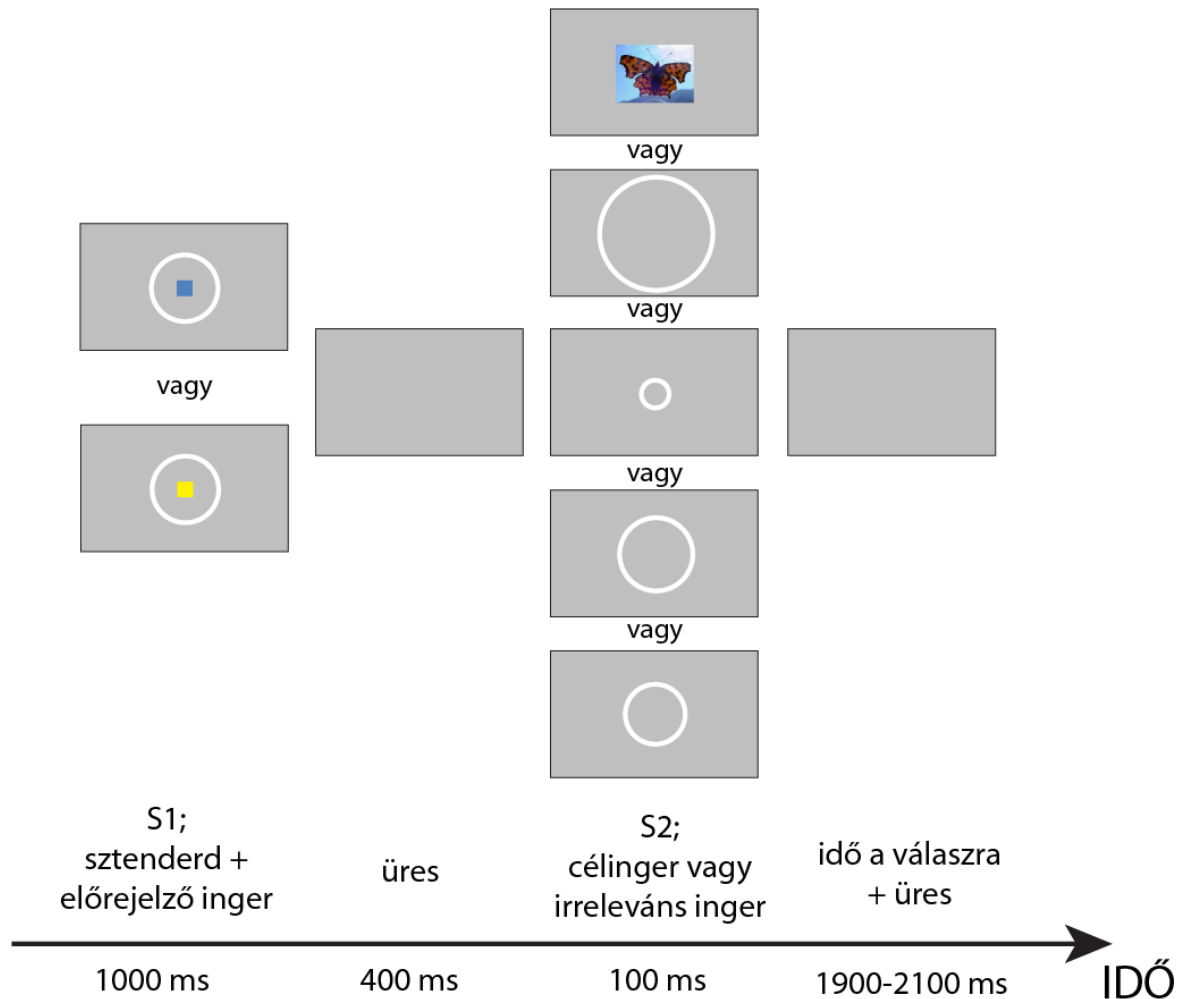 vagy
vagy
vagy
vagy
vagy
S1;
sztenderd +
előrejelző inger
üres
S2;
célinger vagy
irreleváns inger
idő a válaszra
+ üres
1000 ms
400 ms
100 ms
1900-2100 ms
IDŐ